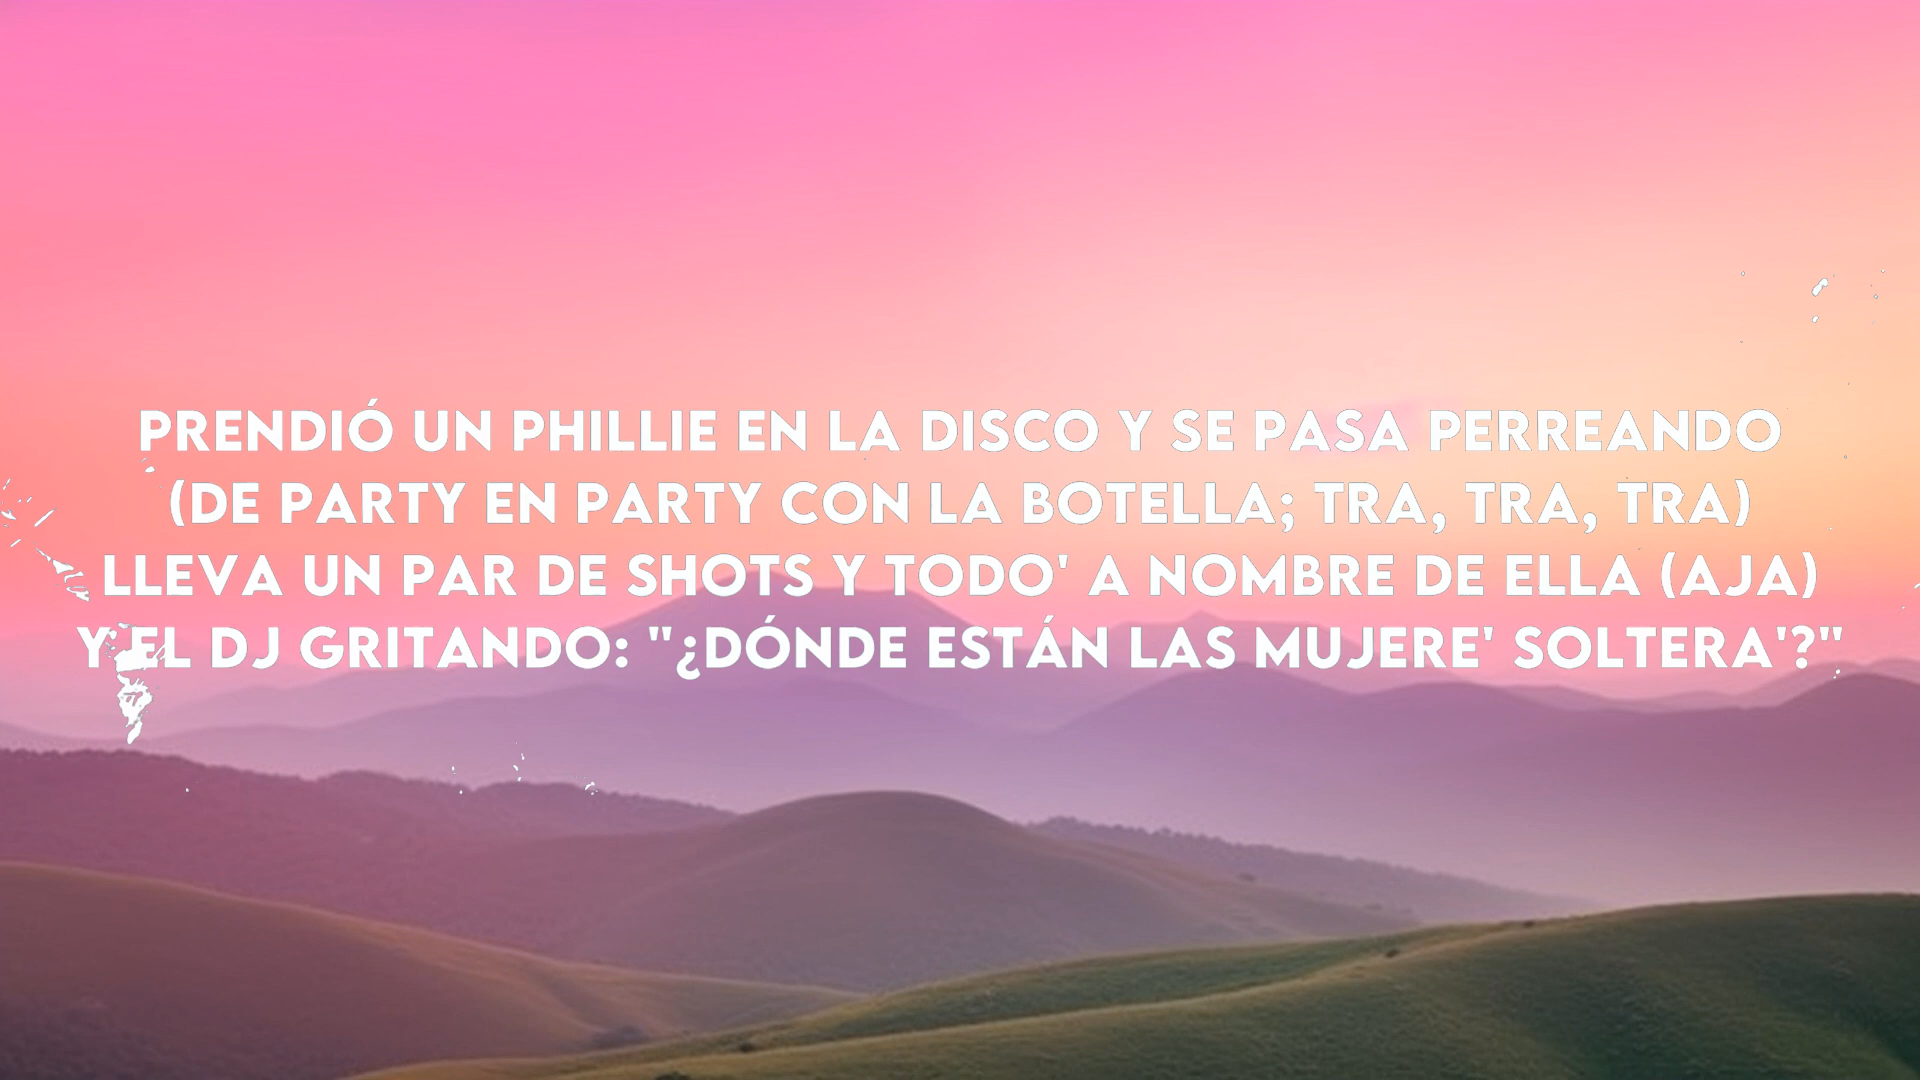 PRENDIÓ UN PHILLIE EN LA DISCO Y SE PASA PERREANDO
(DE PARTY EN PARTY CON LA BOTELLA; TRA, TRA, TRA)
LLEVA UN PAR DE SHOTS Y TODO' A NOMBRE DE ELLA (AJA)
Y EL DJ GRITANDO: "¿DÓNDE ESTÁN LAS MUJERE' SOLTERA'?"